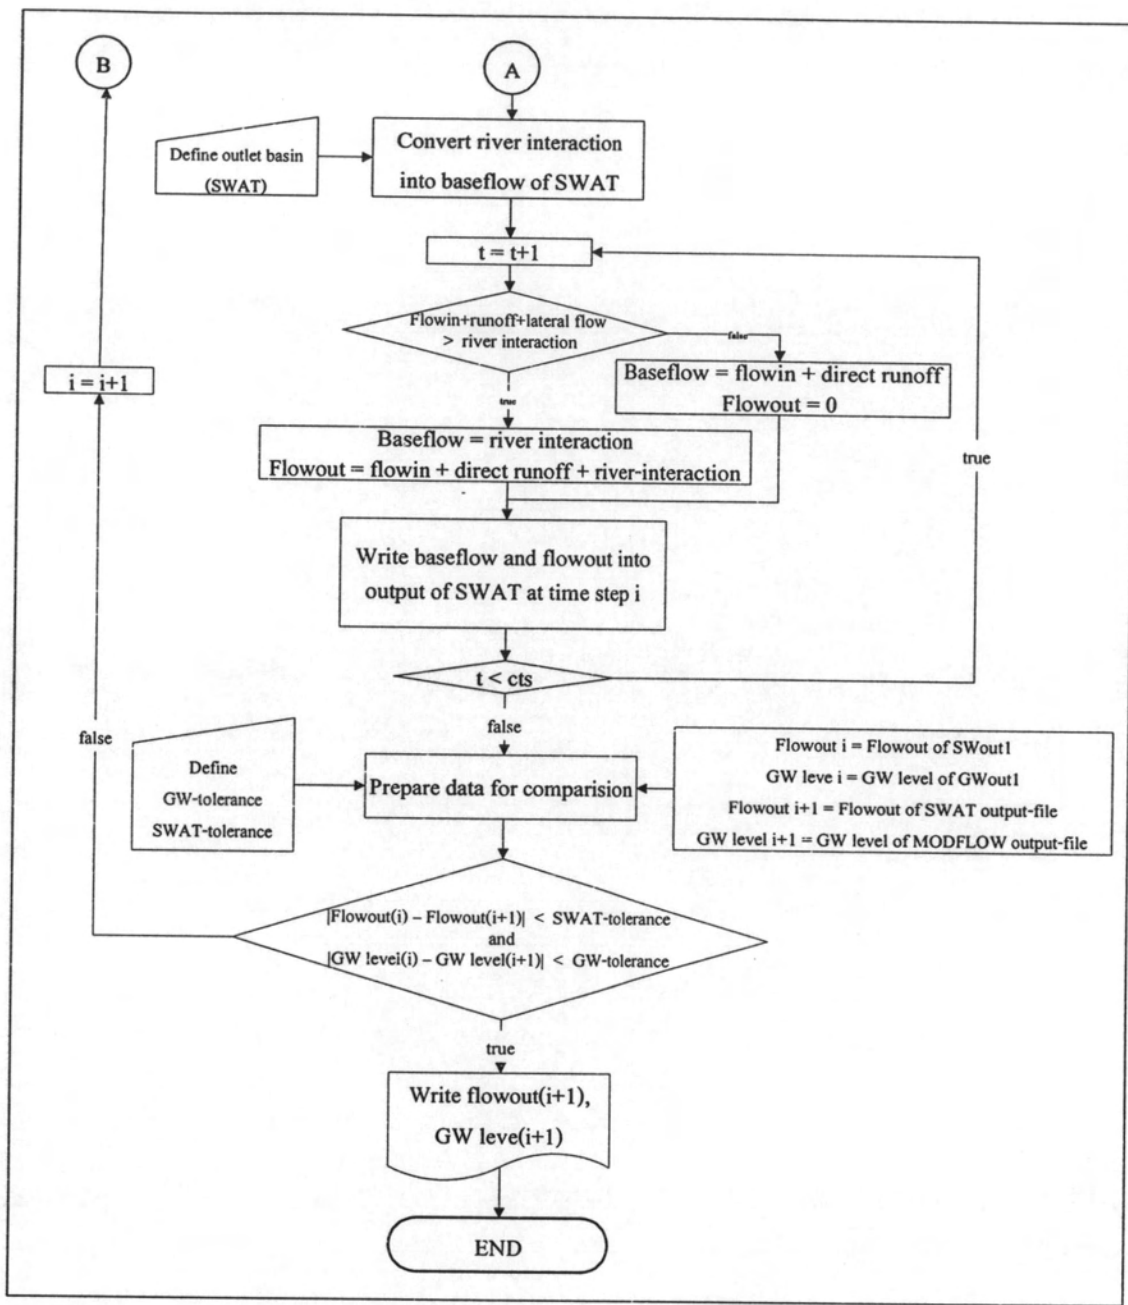 B
A
Define outlet basin
(SWAT)
Convert river interaction
into baseflow of SWAT
t = t+1
Flowin+runoff+lateral flow
> river interaction
false
i = i+1
Baseflow = flowin + direct runoff
Flowout = 0
true
Baseflow = river interaction
Flowout = flowin + direct runoff + river-interaction
true
Write baseflow and flowout into
output of SWAT at time step i
t < cts
false
false
Define
GW-tolerance
SWAT-tolerance
Prepare data for comparision
Flowout i = Flowout of SWout1
GW leve i = GW level of GWout1
Flowout i+1 = Flowout of SWAT output-file
GW level i+1 = GW level of MODFLOW output-file
|Flowout(i) – Flowout(i+1)| < SWAT-tolerance
and
|GW level(i) – GW level(i+1)| < GW-tolerance
true
Write flowout(i+1),
GW leve(i+1)
END